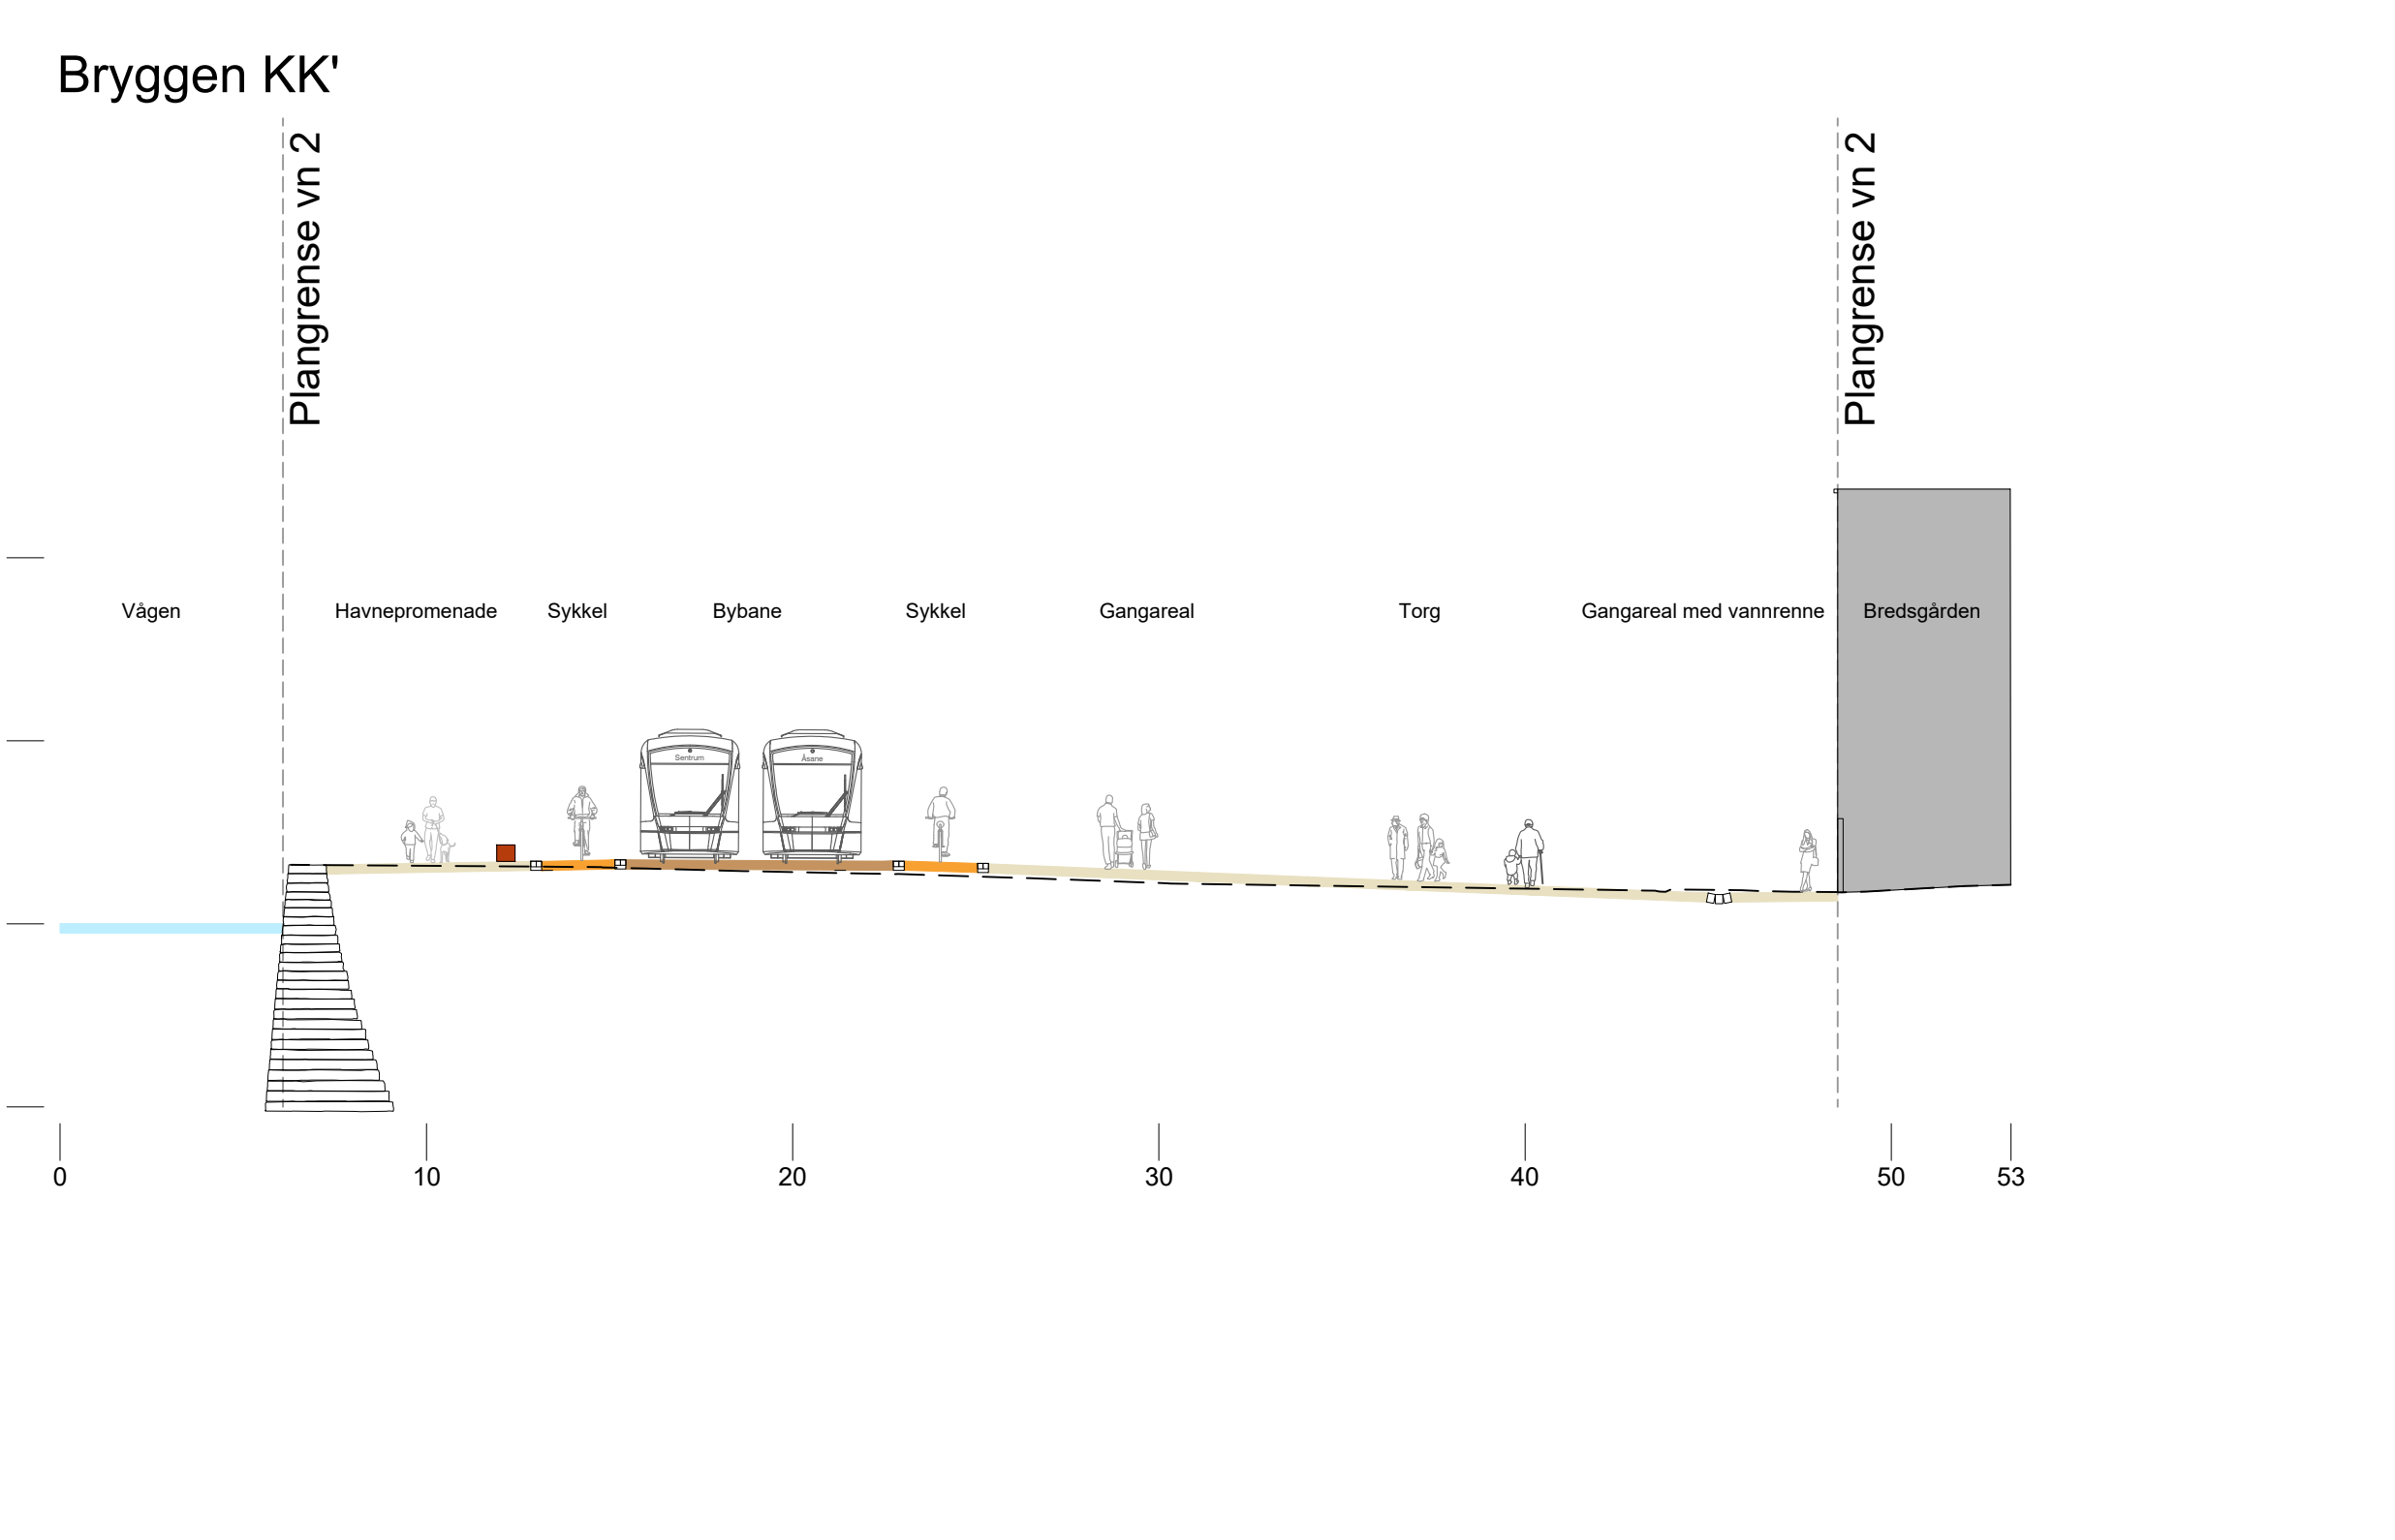 Bryggen KK'
Plangrense vn 2
Plangrense vn 2
Vågen
Havnepromenade
Sykkel
Bybane
Sykkel
Gangareal
Torg
Gangareal med vannrenne
Bredsgården
Sentrum
Åsane
0
10
20
30
40
50
53